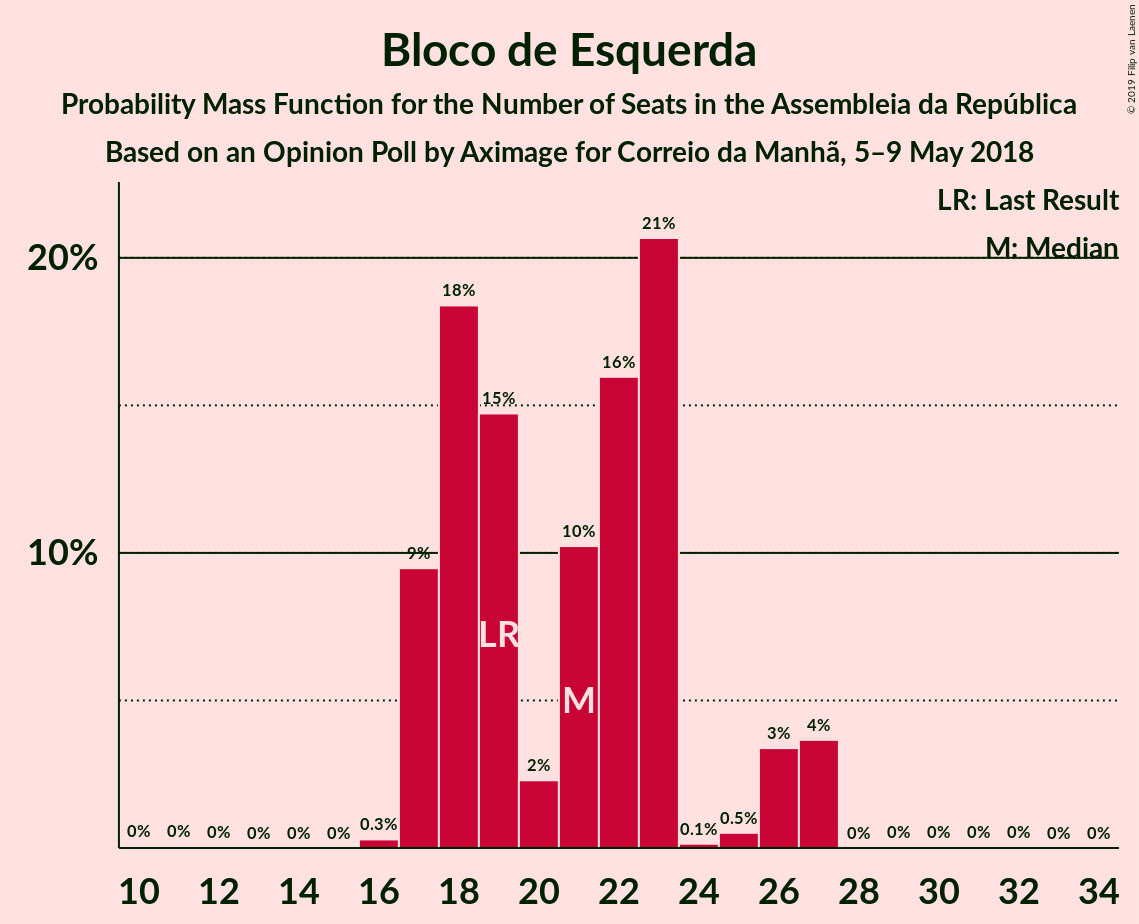 Bloco de Esquerda
Probability Mass Function for the Number of Seats in the Assembleia da República
Based on an Opinion Poll by Aximage for Correio da Manhã, 5–9 May 2018
© 2019 Filip van Laenen
LR: Last Result
M: Median
20%
10%
0% 0% 0% 0% 0% 0% 0.3% 9% 18% 15% 2% 10% 16% 21% 0.1% 0.5% 3% 4% 0% 0% 0% 0% 0% 0% 0%
LR
M
10 12 14 16 18 20 22 24 26 28 30 32 34